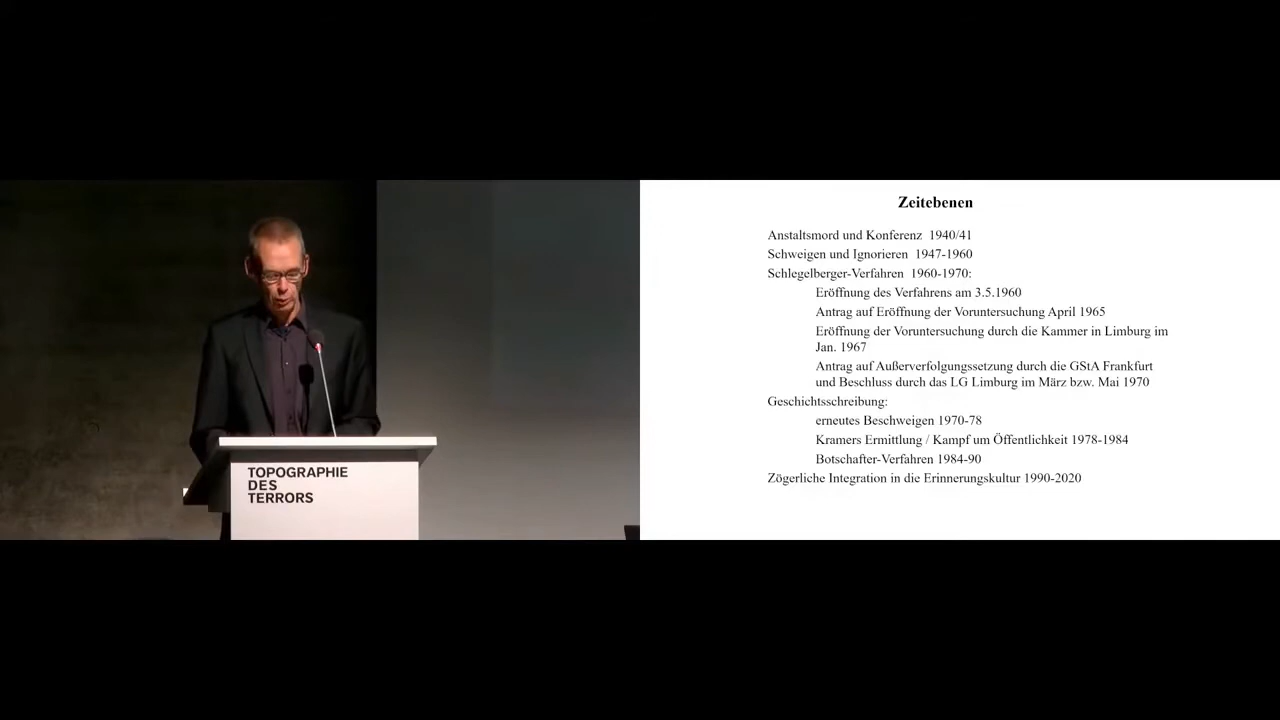 TOPOGRAPHIE
DES
TERRORS
Zeitebenen
Anstaltsmord und Konferenz 1940/41
Schweigen und Ignorieren 1947-1960
Schlegelberger-Verfahren 1960-1970:
Eröffnung des Verfahrens am 3.5.1960
Antrag auf Eröffnung der Voruntersuchung April 1965
Eröffnung der Voruntersuchung durch die Kammer in Limburg im
Jan. 1967
Antrag auf Außerverfolgungssetzung durch die GStA Frankfurt
und Beschluss durch das LG Limburg im März bzw. Mai 1970
Geschichtsschreibung:
erneutes Beschweigen 1970-78
Kramers Ermittlung / Kampf um Öffentlichkeit 1978-1984
Botschafter-Verfahren 1984-90
Zögerliche Integration in die Erinnerungskultur 1990-2020